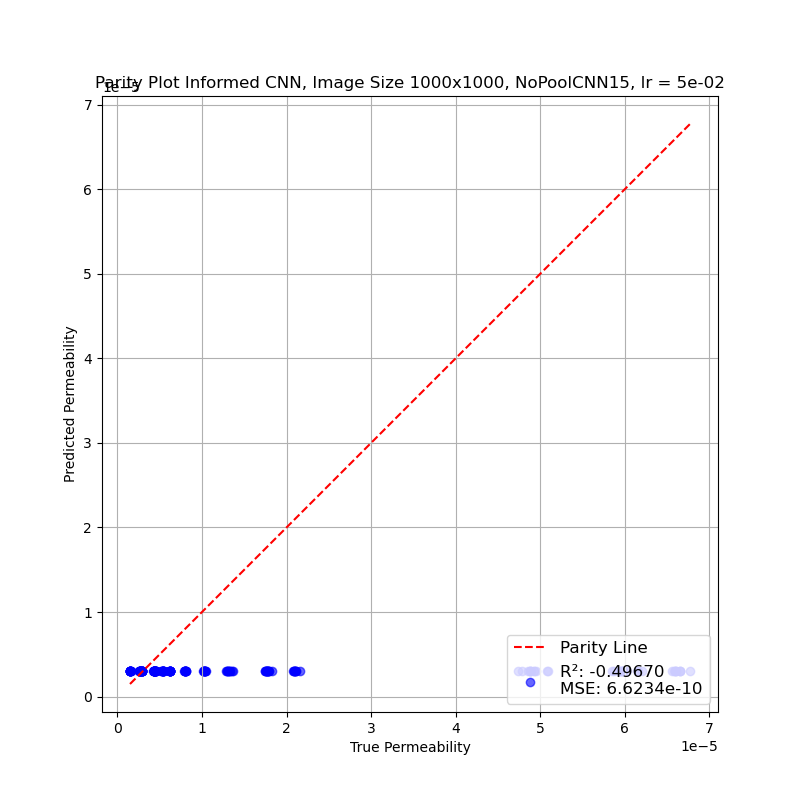 Parity Plot Informed CNN, Image Size 1000x1000, NoPoolCNN15, lr = 5e-02
1e−5
7
6
5
4
3
2
1
0
Predicted Permeability
Parity Line
R²: -0.49670
MSE: 6.6234e-10
0 1 2 3 4 5 6 7
True Permeability
1e−5